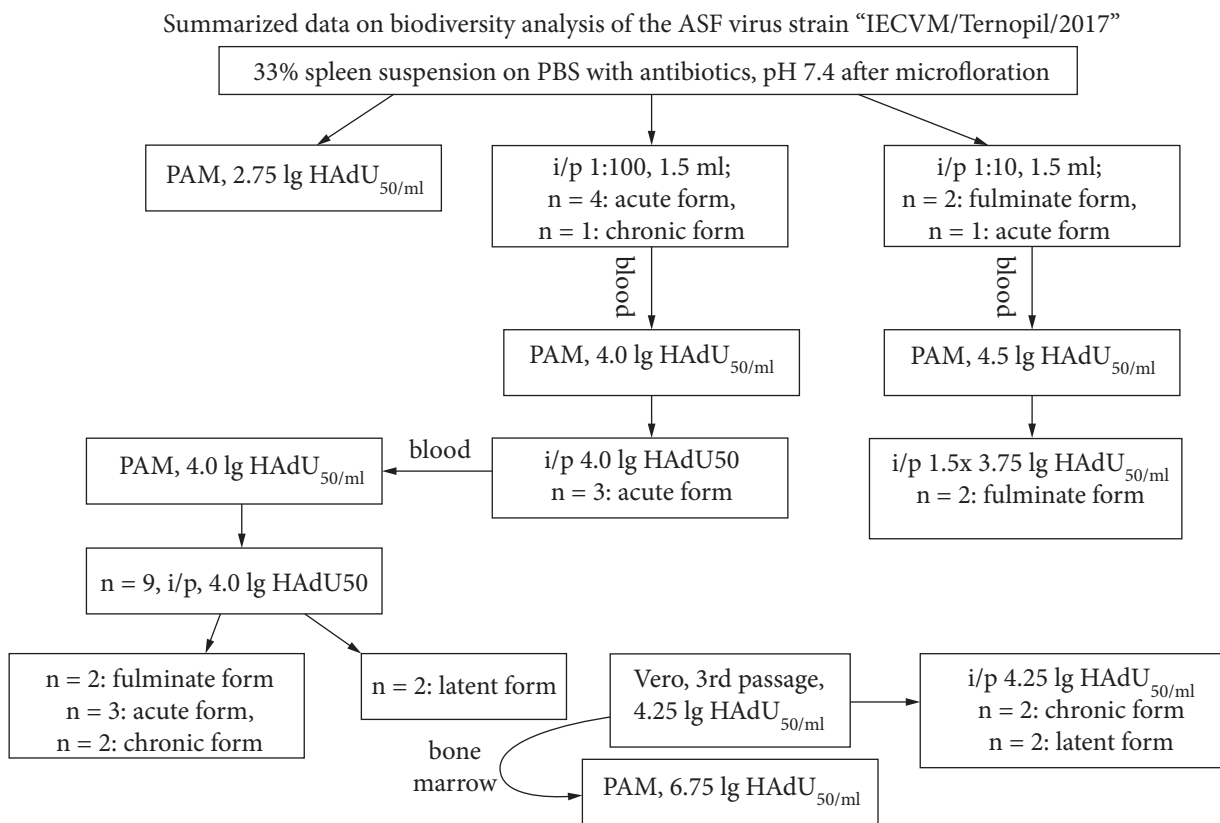 Summarized data on biodiversity analysis of the ASF virus strain “IECVM/Ternopil/2017”
33% spleen suspension on PBS with antibiotics, pH 7.4 after microfloration
PAM, 2.75 lg HAdU50/ml
i/p 1:100, 1.5 ml;
n = 4: acute form,
n = 1: chronic form
i/p 1:10, 1.5 ml;
n = 2: fulminate form,
n = 1: acute form
blood
blood
PAM, 4.0 lg HAdU50/ml
PAM, 4.5 lg HAdU50/ml
PAM, 4.0 lg HAdU50/ml
blood
i/p 4.0 lg HAdU50
n = 3: acute form
i/p 1.5x 3.75 lg HAdU50/ml
n = 2: fulminate form
n = 9, i/p, 4.0 lg HAdU50
n = 2: fulminate form
n = 3: acute form,
n = 2: chronic form
n = 2: latent form
Vero, 3rd passage,
4.25 lg HAdU50/ml
i/p 4.25 lg HAdU50/ml
n = 2: chronic form
n = 2: latent form
bone
marrow
PAM, 6.75 lg HAdU50/ml